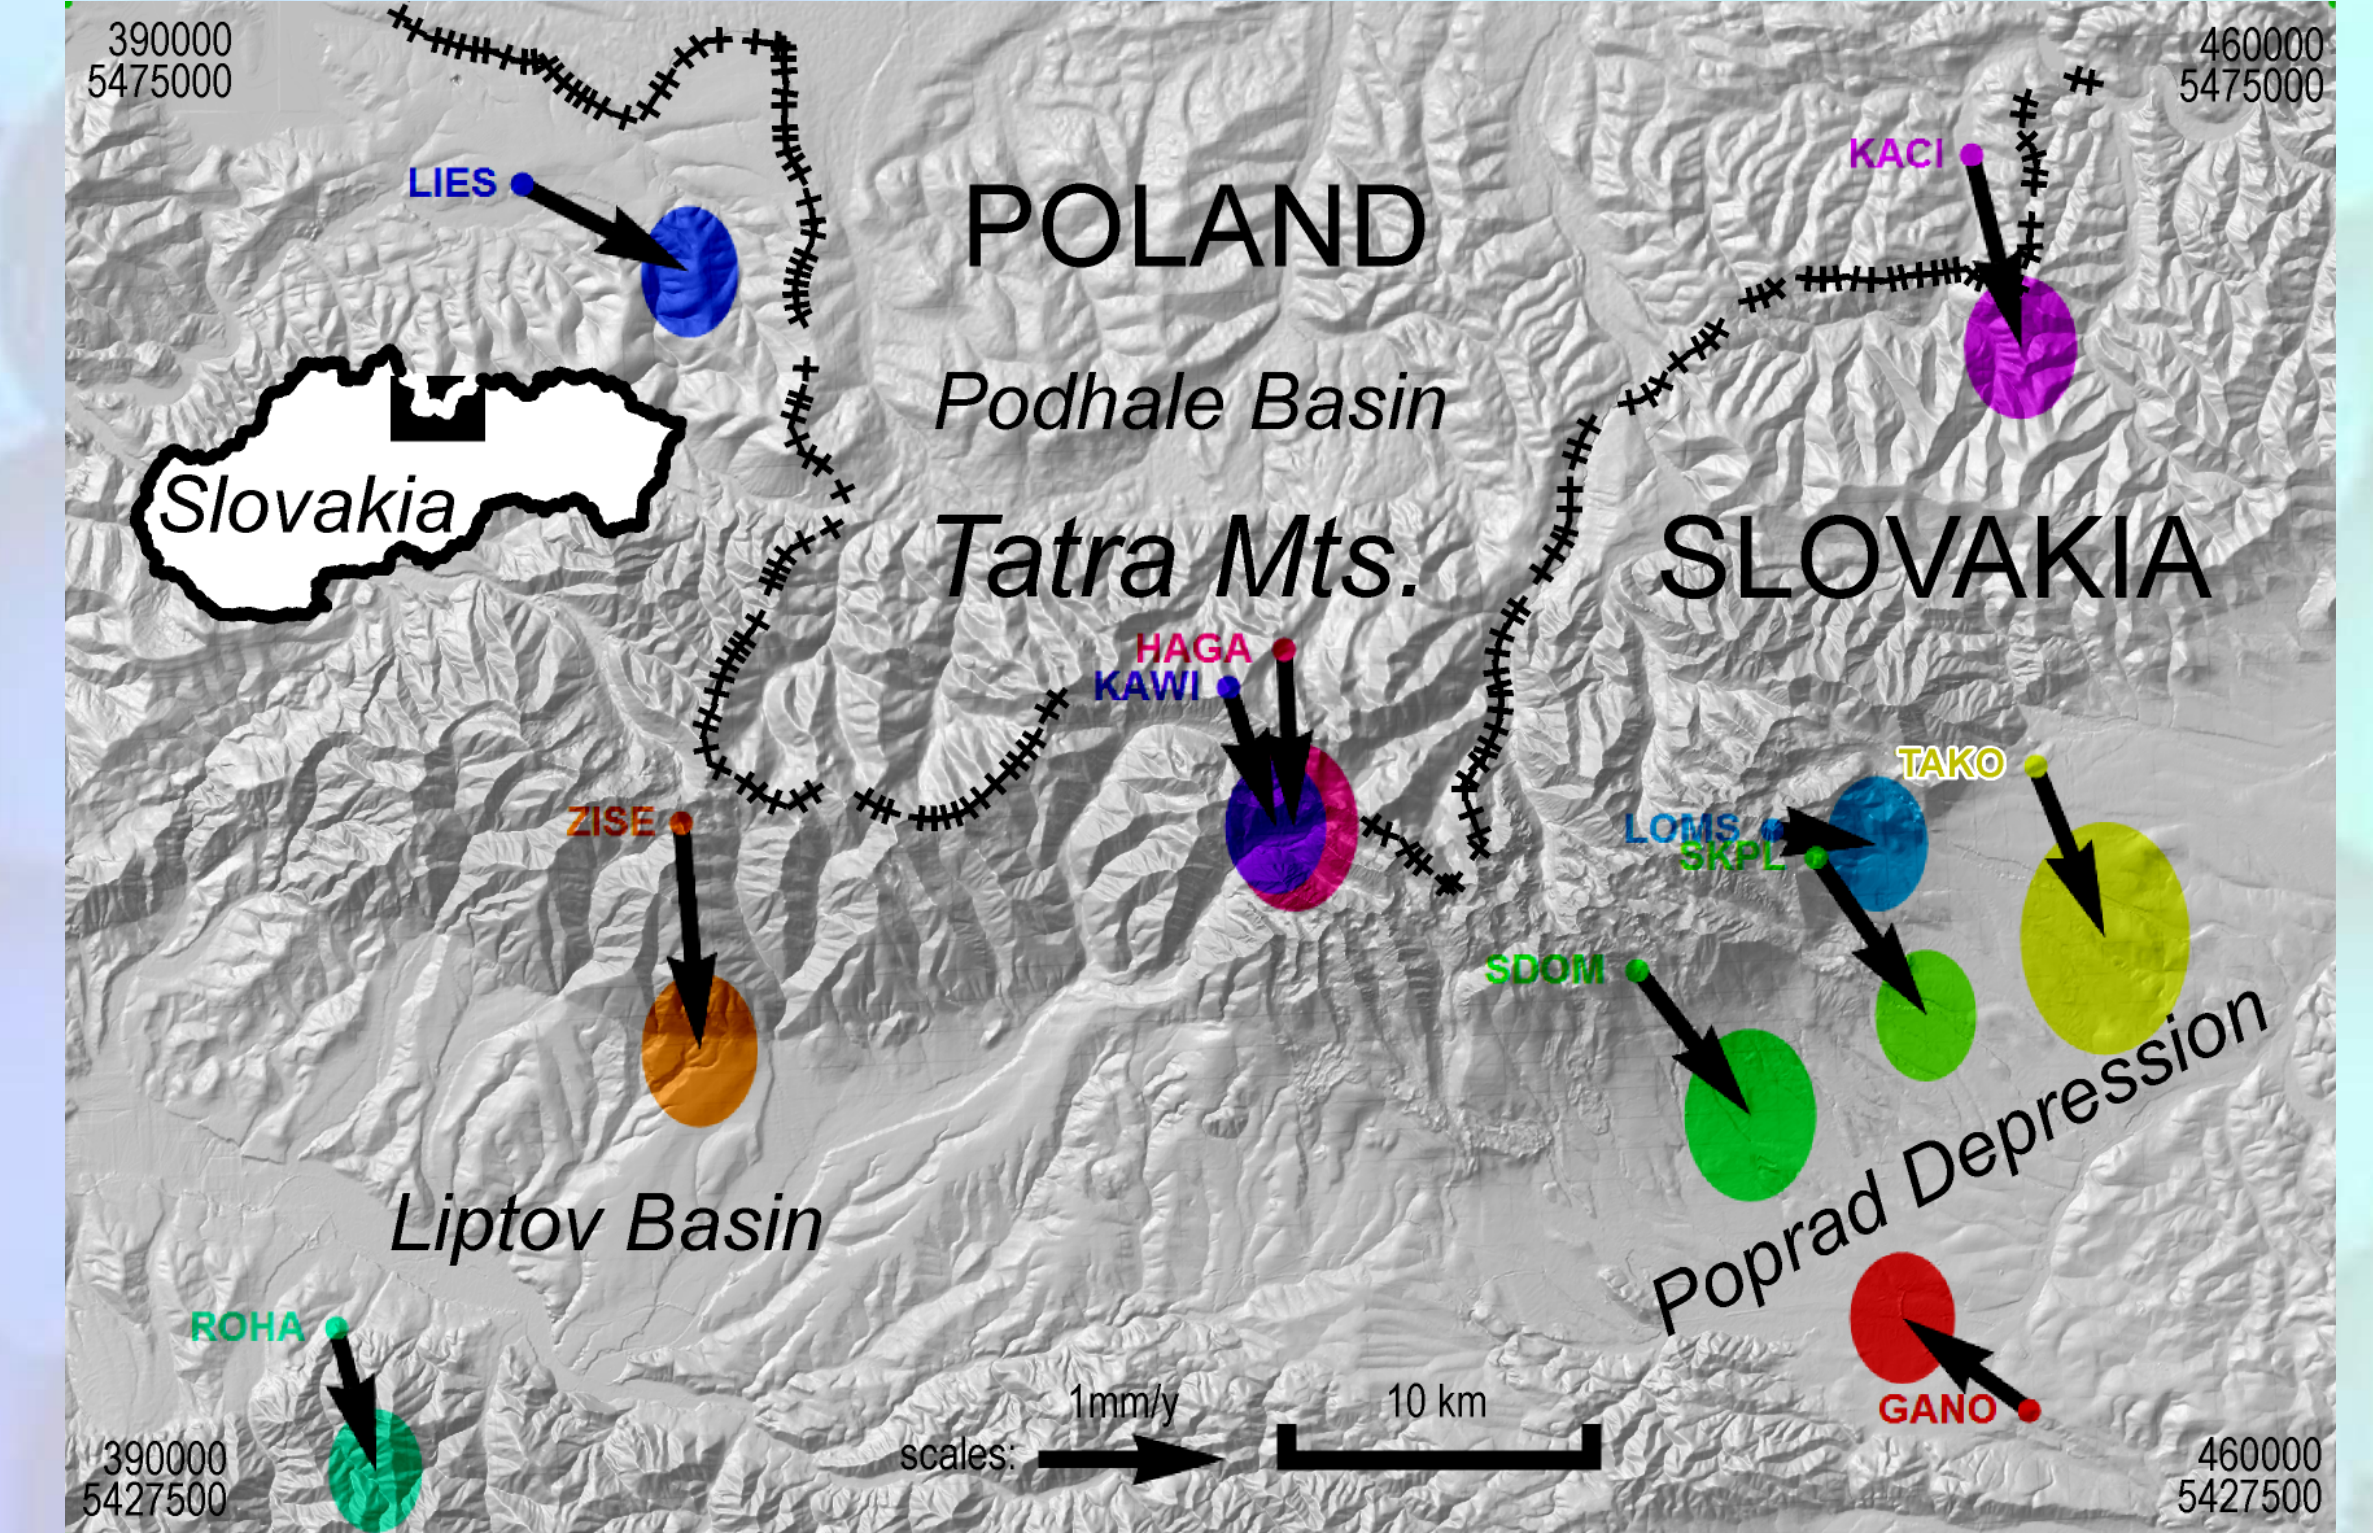 390000
5475000
460000
5475000
KACI
LIES
POLAND
Podhale Basin
Slovakia
Tatra Mts.
SLOVAKIA
HAGA
KAWI
TAKO
ZISE
LOMS
SKPL
SDOM
Poprad Depression
Liptov Basin
ROHA
GANO
1mm/y
10 km
scales:
390000
5427500
460000
5427500